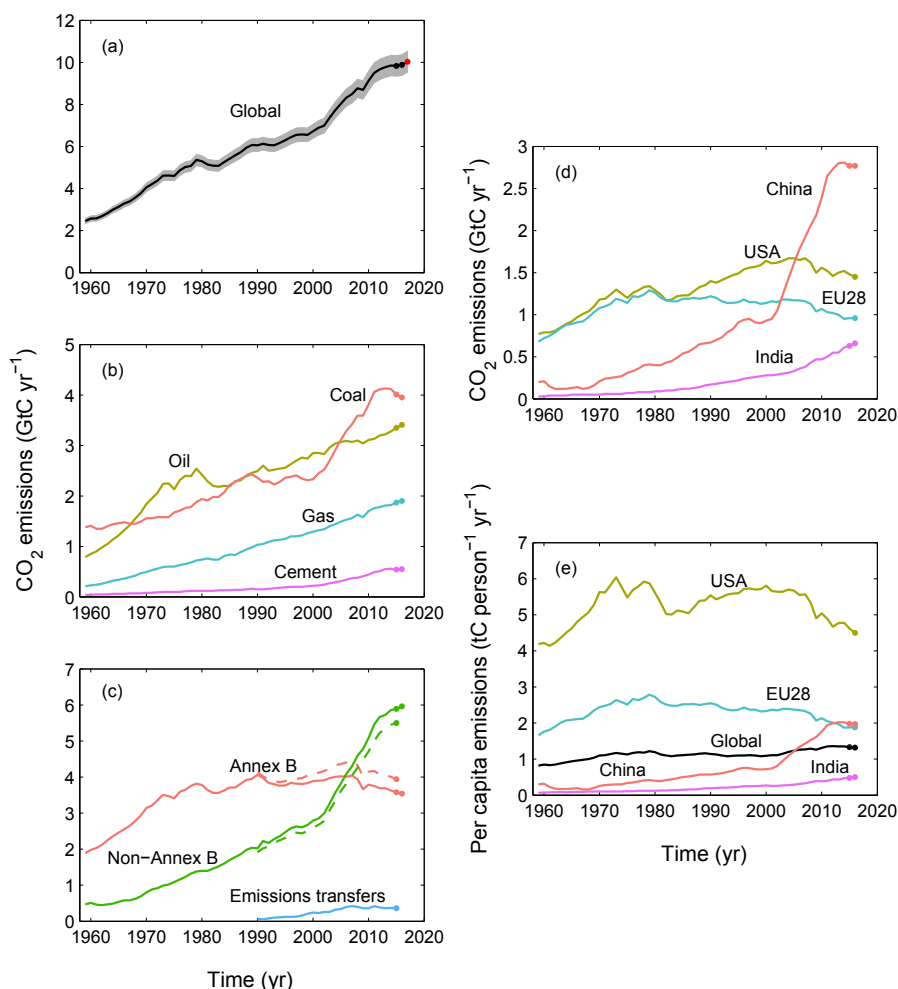 (a)
12
10
8
6
4
2
0
Global
1960 1970 1980 1990 2000 2010 2020
(b)
5
4
3
2
1
0
Coal
Oil
Gas
Cement
1960 1970 1980 1990 2000 2010 2020
CO₂ emissions (GtC yr⁻¹)
(c)
7
6
5
4
3
2
1
0
Annex B
Non−Annex B
Emissions transfers
1960 1970 1980 1990 2000 2010 2020
Time (yr)
(d)
3
2.5
2
1.5
1
0.5
0
China
USA
EU28
India
1960 1970 1980 1990 2000 2010 2020
CO₂ emissions (GtC yr⁻¹)
(e)
7
6
5
4
3
2
1
0
USA
EU28
Global
China
India
1960 1970 1980 1990 2000 2010 2020
Per capita emissions (tC person⁻¹ yr⁻¹)
Time (yr)